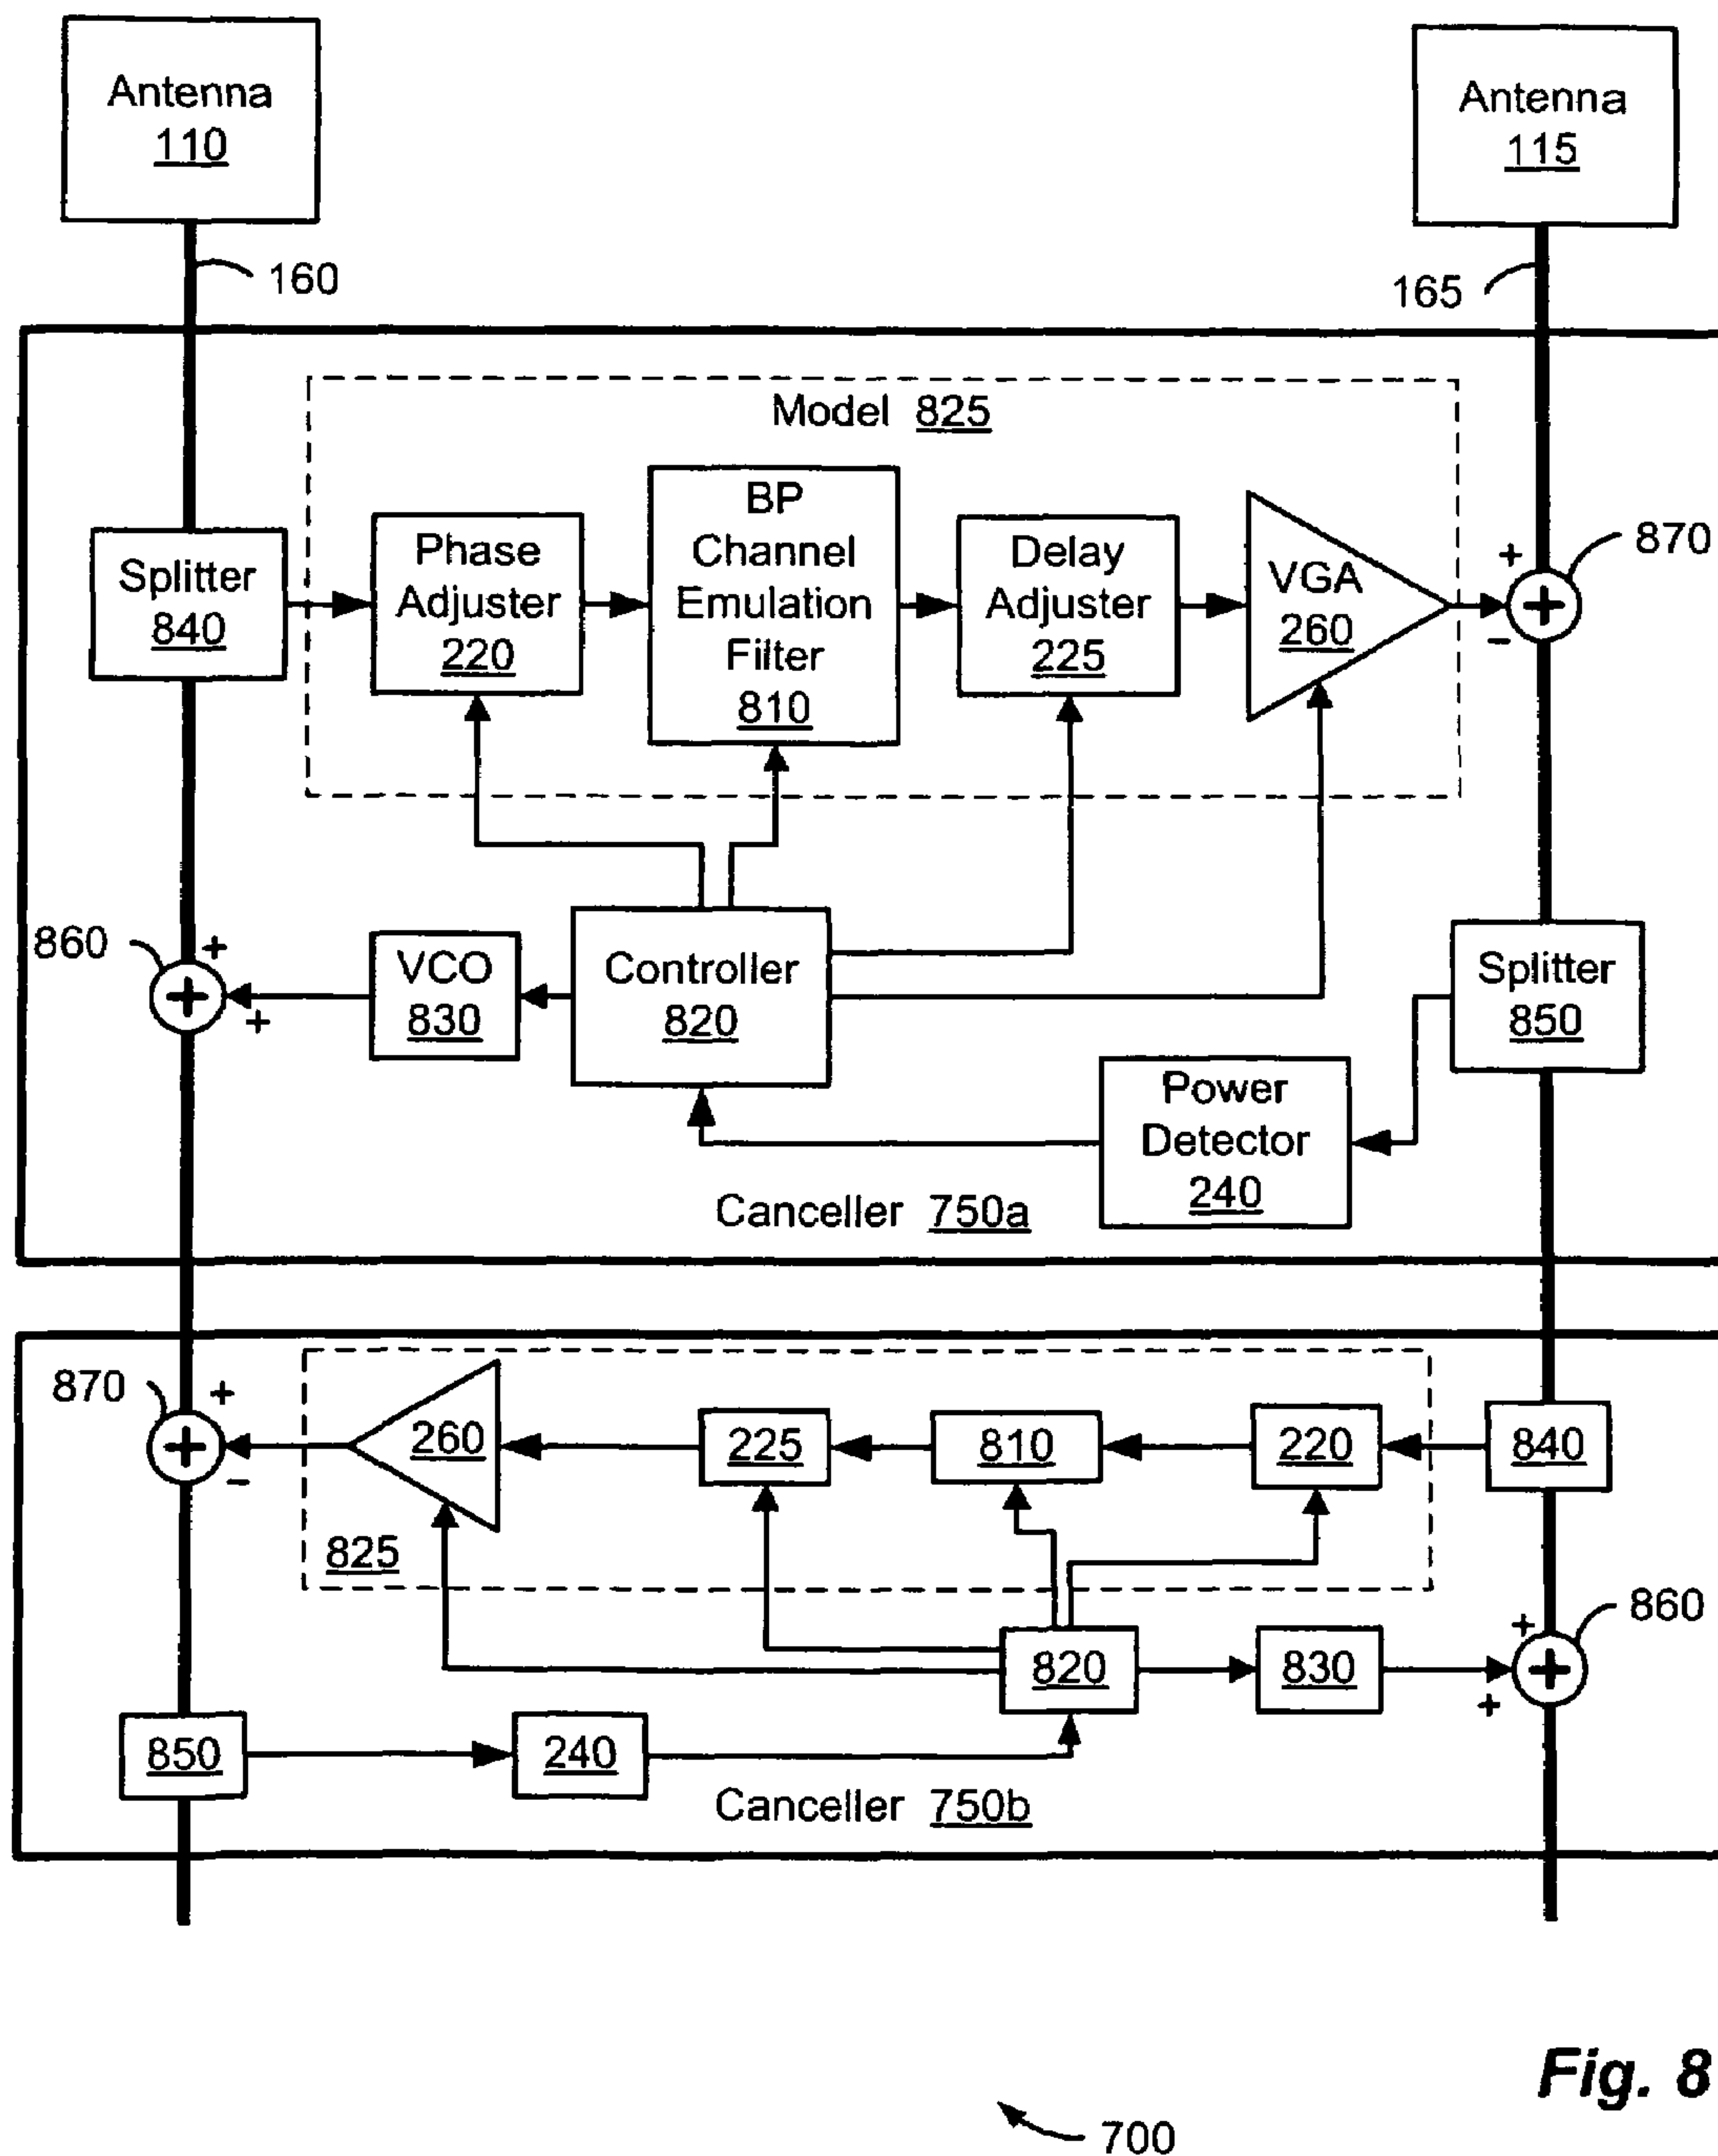 Antenna
110
Antenna
115
160
165
Model 825
Splitter
840
Phase
Adjuster
220
BP
Channel
Emulation
Filter
810
Delay
Adjuster
225
VGA
260
+
870
+
−
860
+
+
+
VCO
830
Controller
820
Splitter
850
Power
Detector
240
Canceller 750a
870
+
+
−
260
225
810
220
840
825
860
+
+
+
820
830
850
240
Canceller 750b
Fig. 8
700